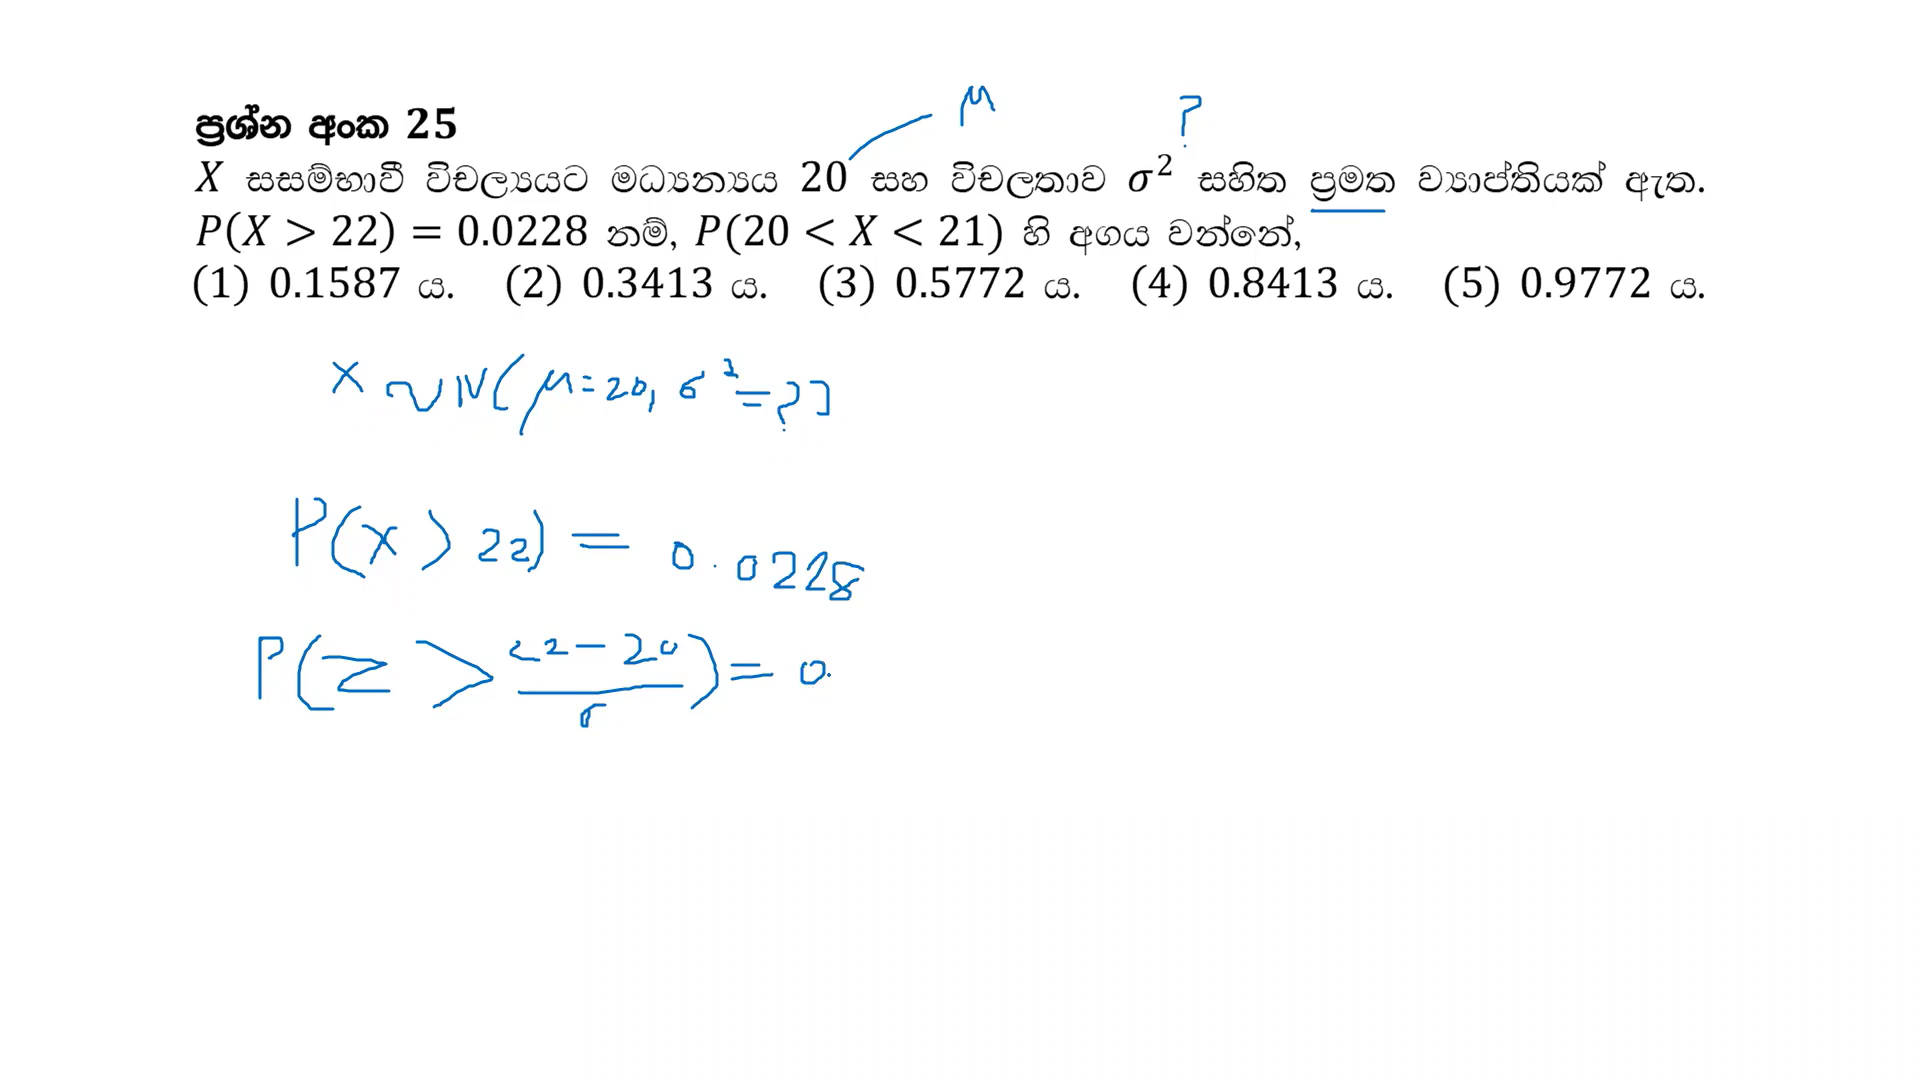 μ ?
ප්‍රශ්න අංක 25
X සසම්භාවී විචල්‍යයට මධ්‍යන්‍යය 20 සහ විචලතාව σ² සහිත ප්‍රමත ව්‍යාප්තියක් ඇත.
P(X > 22) = 0.0228 නම්, P(20 < X < 21) හි අගය වන්නේ,
(1) 0.1587 ය. (2) 0.3413 ය. (3) 0.5772 ය. (4) 0.8413 ය. (5) 0.9772 ය.
X ~ N(μ=20, σ²=?)
P(X > 22) = 0.0228
P(Z > (22-20)/σ) = 0.